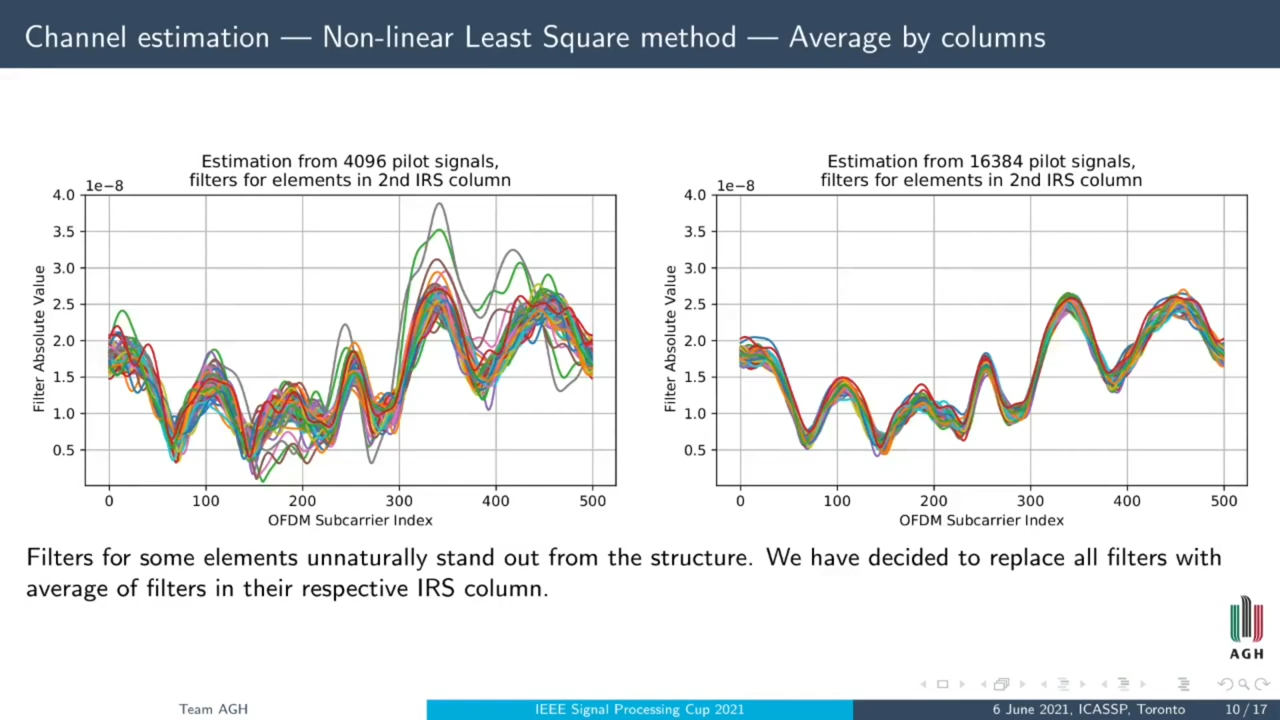 Channel estimation — Non-linear Least Square method — Average by columns
Estimation from 4096 pilot signals,
filters for elements in 2nd IRS column
1e−8
4.0
3.5
3.0
2.5
2.0
1.5
1.0
0.5
Filter Absolute Value
0 100 200 300 400 500
OFDM Subcarrier Index
Estimation from 16384 pilot signals,
filters for elements in 2nd IRS column
1e−8
4.0
3.5
3.0
2.5
2.0
1.5
1.0
0.5
Filter Absolute Value
0 100 200 300 400 500
OFDM Subcarrier Index
Filters for some elements unnaturally stand out from the structure. We have decided to replace all filters with
average of filters in their respective IRS column.
AGH
Team AGH IEEE Signal Processing Cup 2021 6 June 2021, ICASSP, Toronto 10 / 17